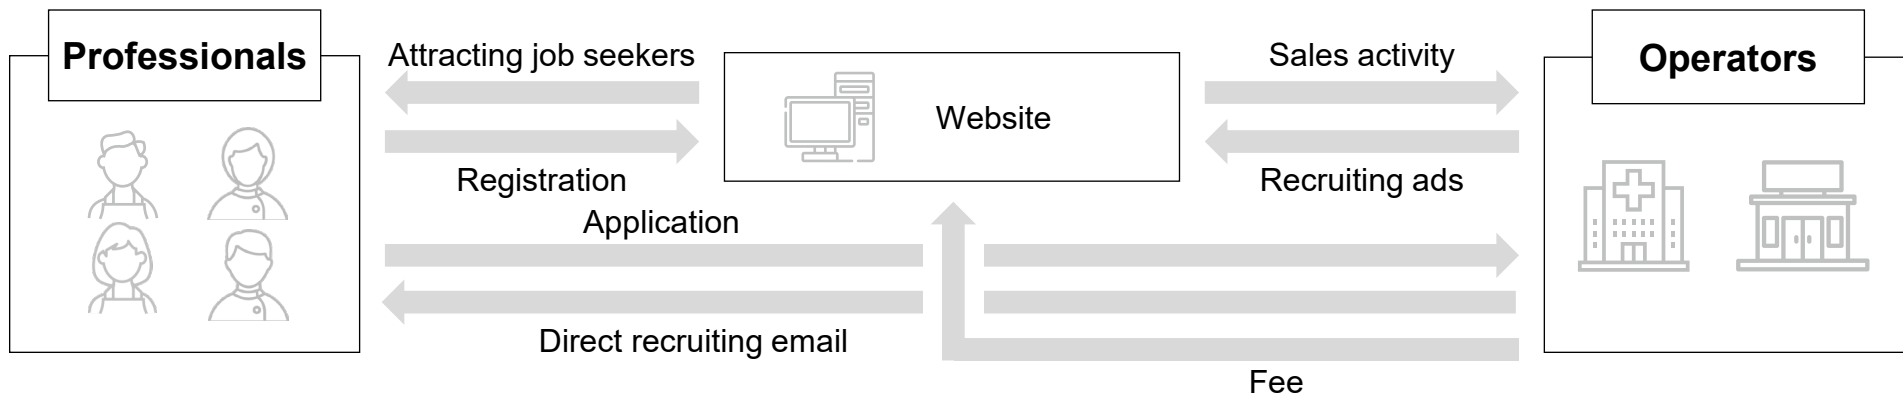 Professionals
Attracting job seekers
Sales activity
Operators
Website
Registration
Recruiting ads
Application
Direct recruiting email
Fee